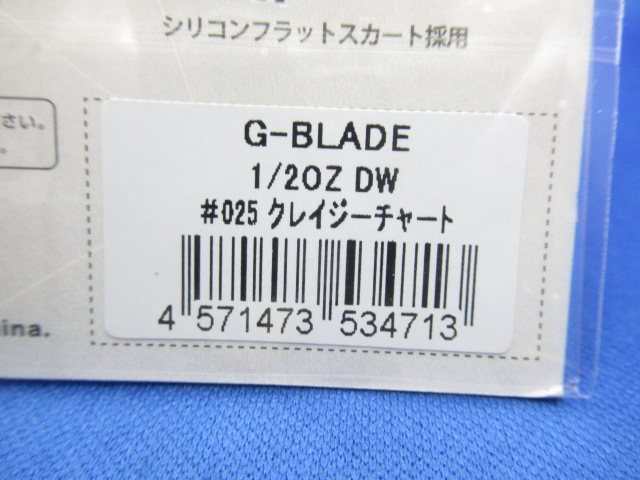 シリコンフラットスカート採用
さい。
G-BLADE
1/2OZ DW
#025 クレイジーチャート
4 571473 534713
ina.